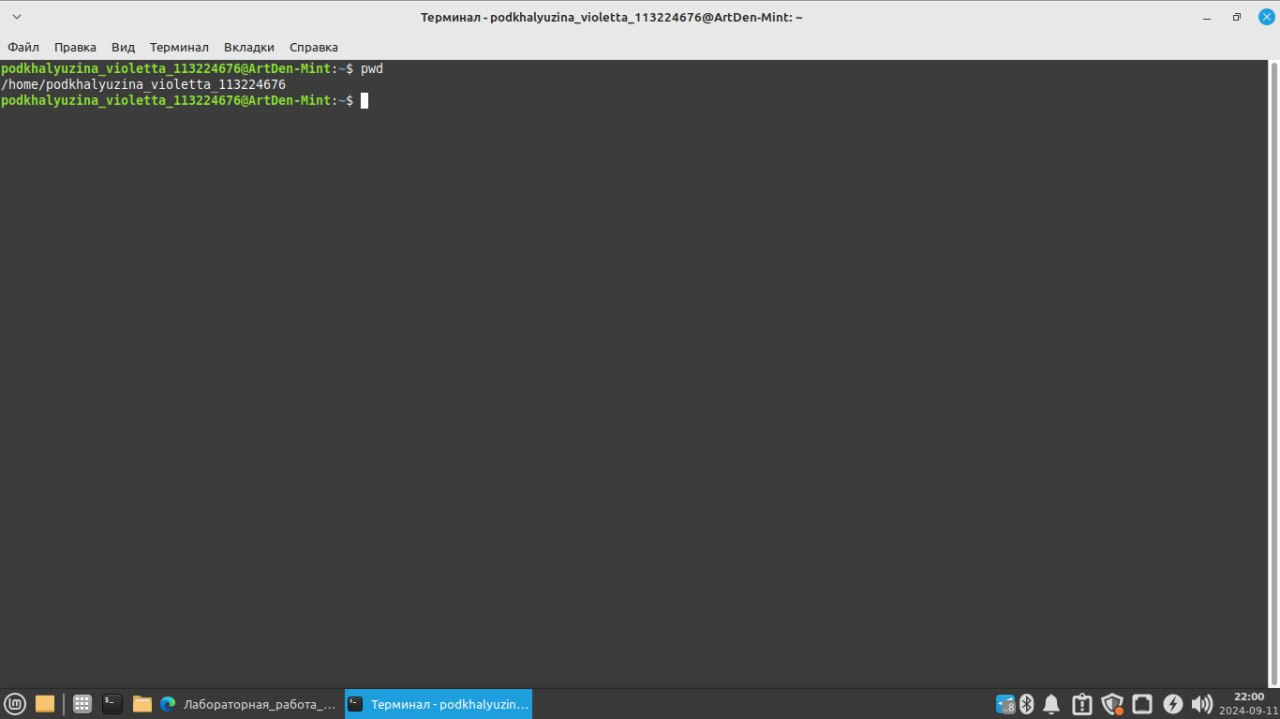 Терминал - podkhalyuzina_violetta_113224676@ArtDen-Mint: ~
Файл Правка Вид Терминал Вкладки Справка
podkhalyuzina_violetta_113224676@ArtDen-Mint:~$ pwd
/home/podkhalyuzina_violetta_113224676
podkhalyuzina_violetta_113224676@ArtDen-Mint:~$
Лабораторная_работа_... Терминал - podkhalyuzin... 22:00
2024-09-11